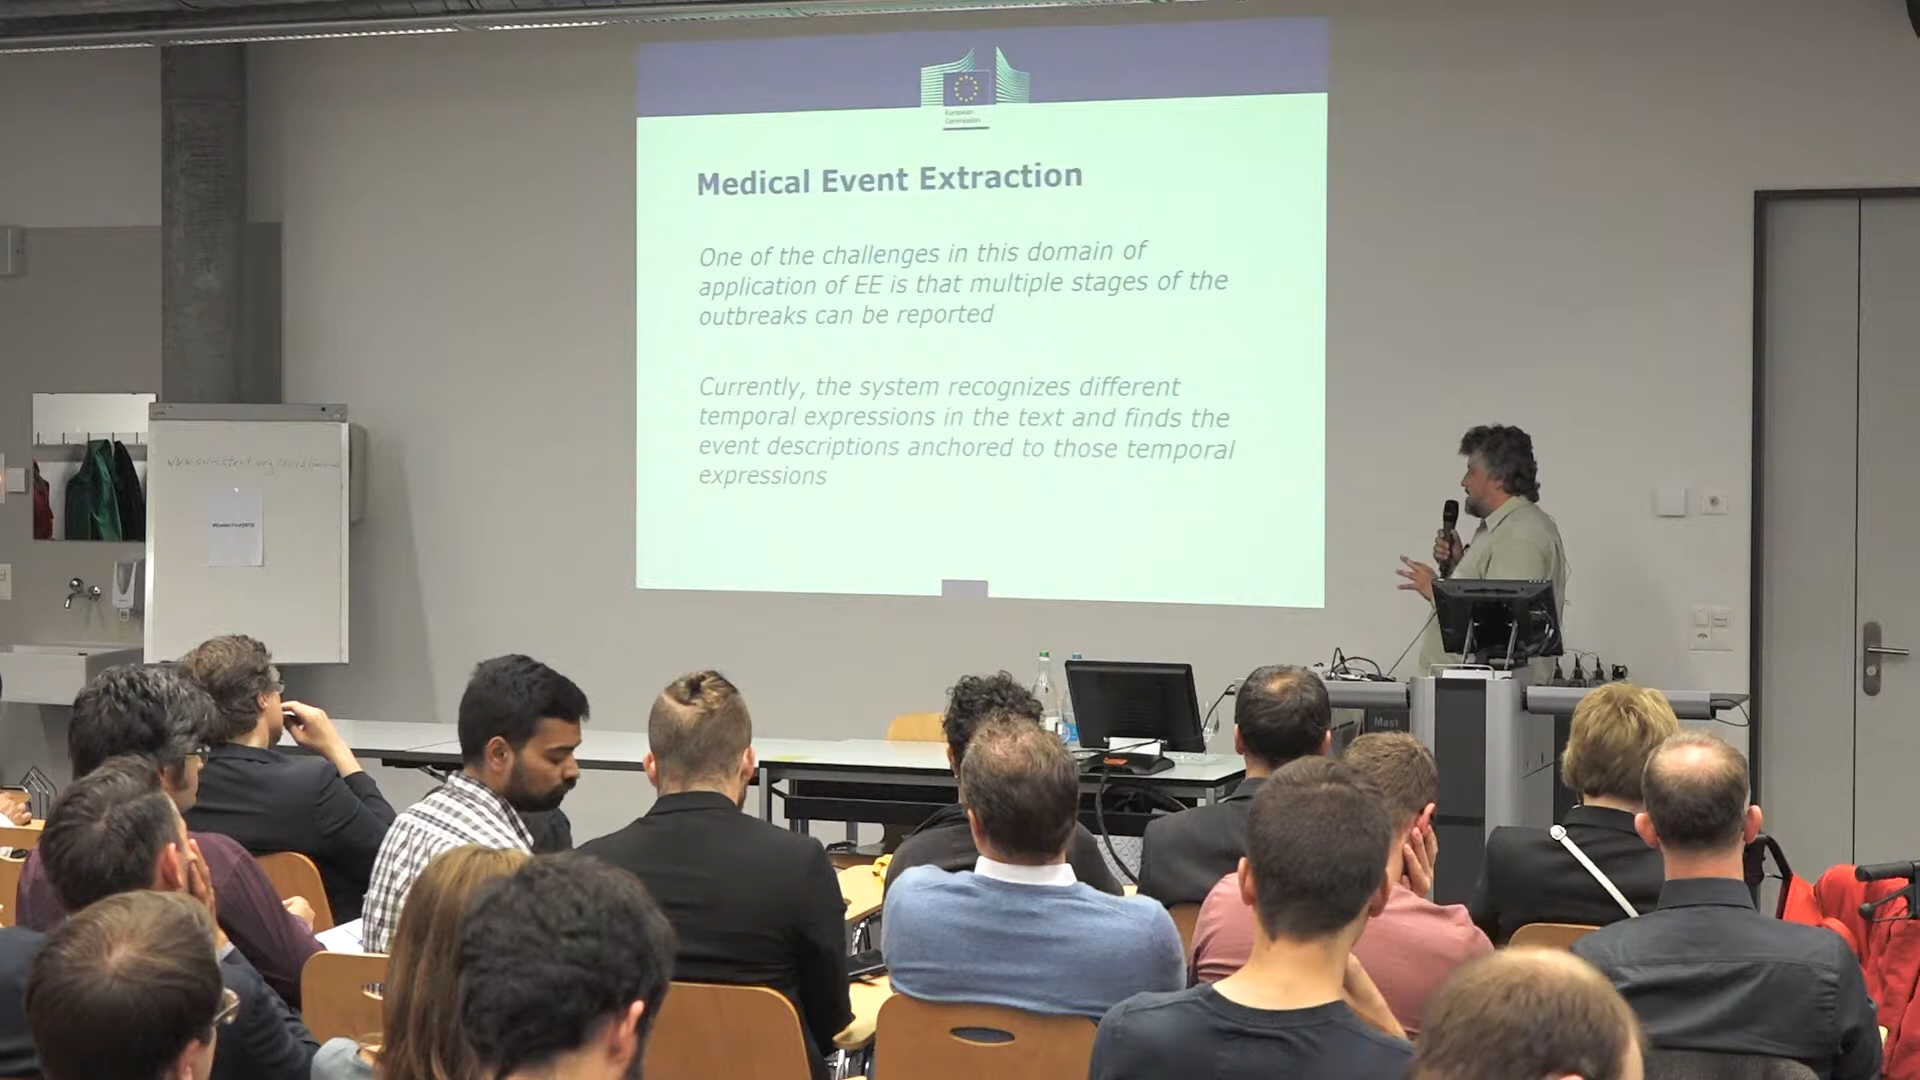 European
Commission
Medical Event Extraction
One of the challenges in this domain of
application of EE is that multiple stages of the
outbreaks can be reported
Currently, the system recognizes different
temporal expressions in the text and finds the
event descriptions anchored to those temporal
expressions